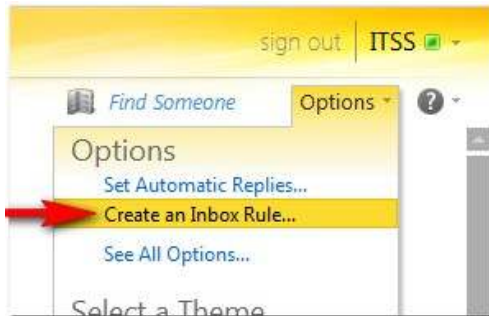 sign out ITSS
Find Someone Options ?
Options
Set Automatic Replies...
Create an Inbox Rule...
See All Options...
Select a Theme